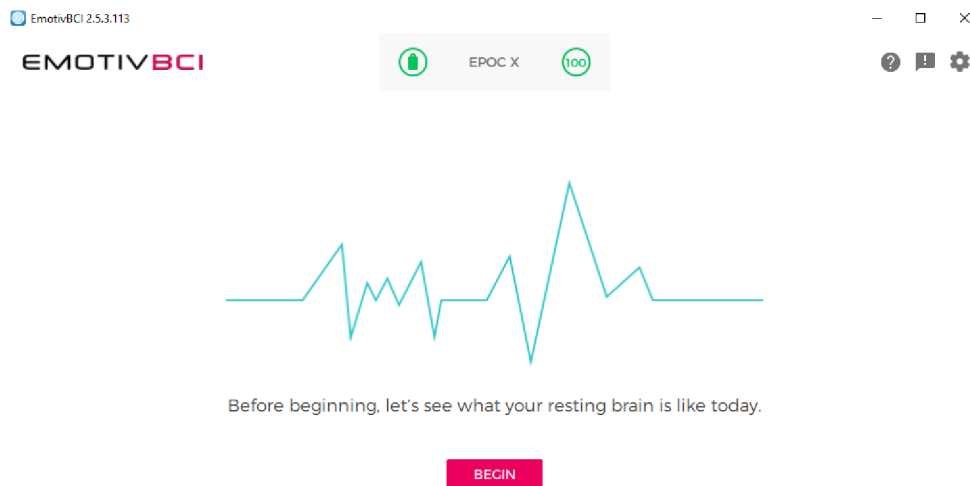 EmotivBCI 2.5.3.113
EMOTIVBCI
EPOC X
100
Before beginning, let's see what your resting brain is like today.
BEGIN